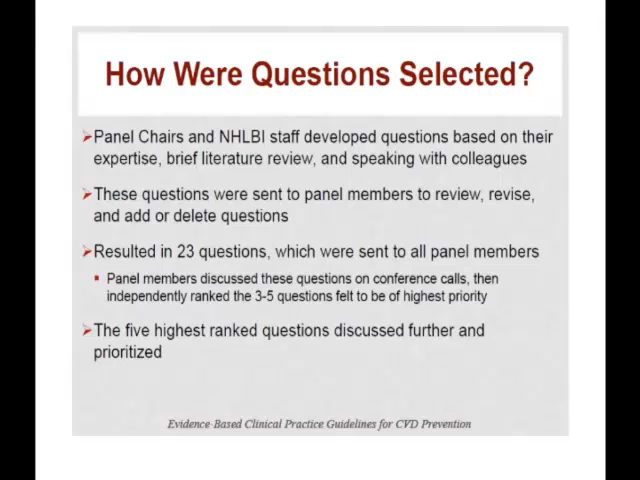 How Were Questions Selected?
Panel Chairs and NHLBI staff developed questions based on their
expertise, brief literature review, and speaking with colleagues
These questions were sent to panel members to review, revise,
and add or delete questions
Resulted in 23 questions, which were sent to all panel members
Panel members discussed these questions on conference calls, then
independently ranked the 3-5 questions felt to be of highest priority
The five highest ranked questions discussed further and
prioritized
Evidence-Based Clinical Practice Guidelines for CVD Prevention